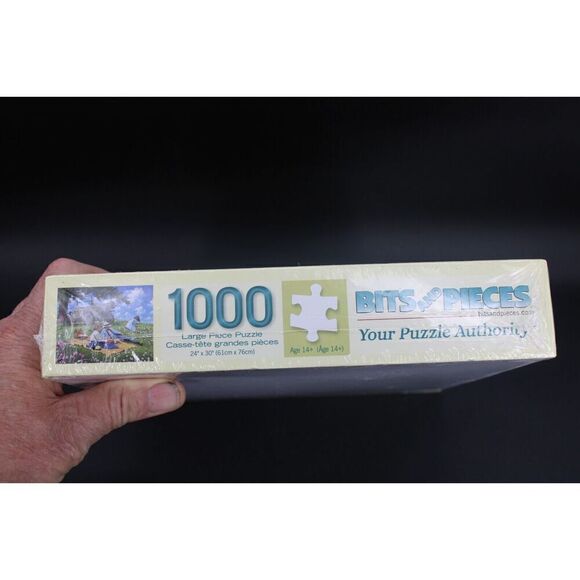 1000
Large Piece Puzzle
Casse-tête grandes pièces
24" x 30" (61cm x 76cm)
Age 14+ (Âge 14+)
BITS AND PIECES
bitsandpieces.com
Your Puzzle Authority